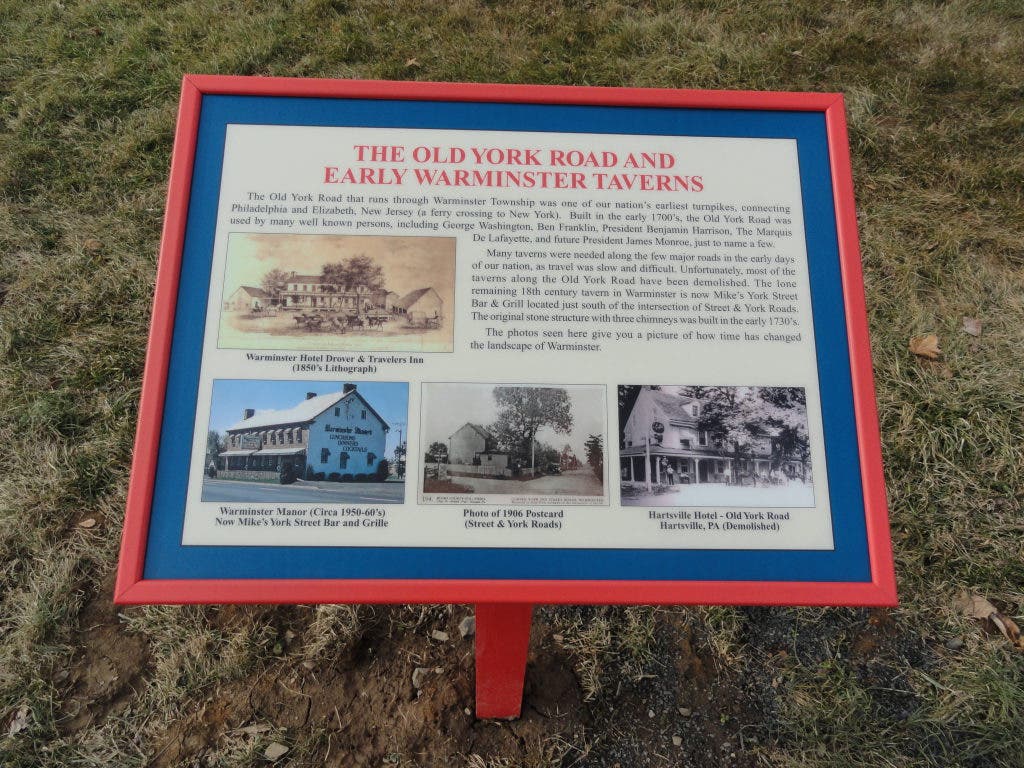 THE OLD YORK ROAD AND
EARLY WARMINSTER TAVERNS
The Old York Road that runs through Warminster Township was one of our nation's earliest turnpikes, connecting
Philadelphia and Elizabeth, New Jersey (a ferry crossing to New York). Built in the early 1700's, the Old York Road was
used by many well known persons, including George Washington, Ben Franklin, President Benjamin Harrison, The Marquis
De Lafayette, and future President James Monroe, just to name a few.
Many taverns were needed along the few major roads in the early days
of our nation, as travel was slow and difficult. Unfortunately, most of the
taverns along the Old York Road have been demolished. The lone
remaining 18th century tavern in Warminster is now Mike's York Street
Bar & Grill located just south of the intersection of Street & York Roads.
The original stone structure with three chimneys was built in the early 1730's.
The photos seen here give you a picture of how time has changed
the landscape of Warminster.
Warminster Hotel Drover & Travelers Inn
(1850's Lithograph)
Warminster Manor
LUNCHEONS
DINNERS
COCKTAILS
Warminster Manor (Circa 1950-60's)
Now Mike's York Street Bar and Grille
194
Photo of 1906 Postcard
(Street & York Roads)
Hartsville Hotel - Old York Road
Hartsville, PA (Demolished)